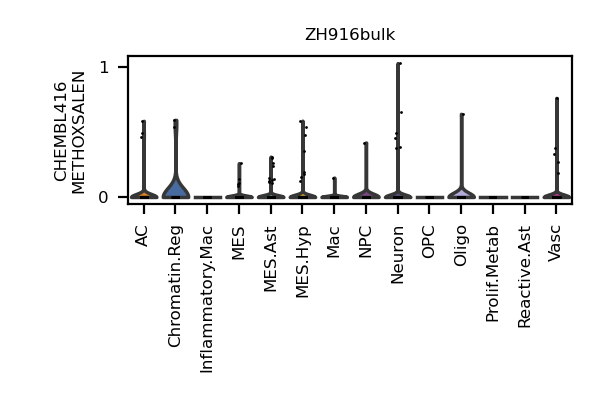 ZH916bulk
CHEMBL416
METHOXSALEN
1
0
AC
Chromatin.Reg
Inflammatory.Mac
MES
MES.Ast
MES.Hyp
Mac
NPC
Neuron
OPC
Oligo
Prolif.Metab
Reactive.Ast
Vasc